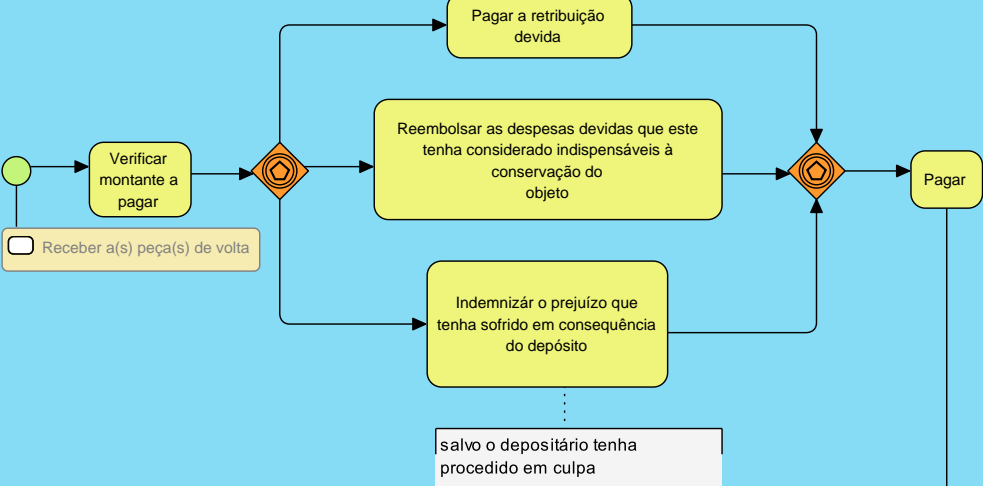 Pagar a retribuição
devida
Reembolsar as despesas devidas que este
tenha considerado indispensáveis à
conservação do
objeto
Verificar
montante a
pagar
Pagar
Receber a(s) peça(s) de volta
Indemnizár o prejuízo que
tenha sofrido em consequência
do depósito
salvo o depositário tenha
procedido em culpa